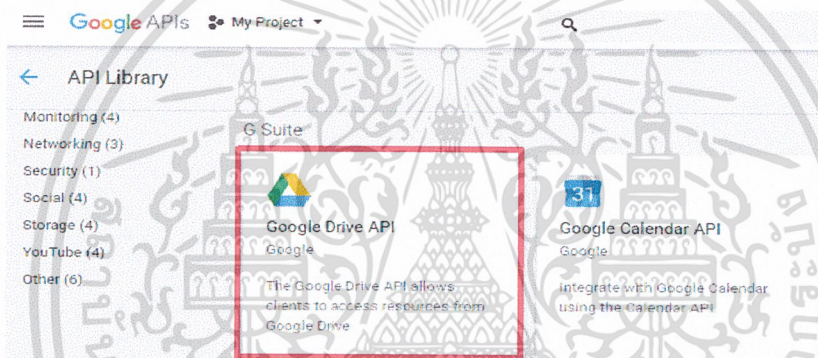 Google APIs My Project
API Library
Monitoring (4)
Networking (3)
Security (1)
Social (4)
Storage (4)
YouTube (4)
Other (6)
G Suite
Google Drive API
Google
The Google Drive API allows
clients to access resources from
Google Drive
31
Google Calendar API
Google
Integrate with Google Calendar
using the Calendar API